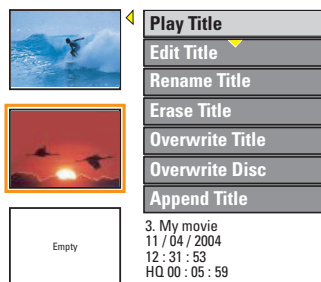 Play Title
Edit Title
Rename Title
Erase Title
Overwrite Title
Overwrite Disc
Append Title
Empty
3. My movie
11 / 04 / 2004
12 : 31 : 53
HQ 00 : 05 : 59